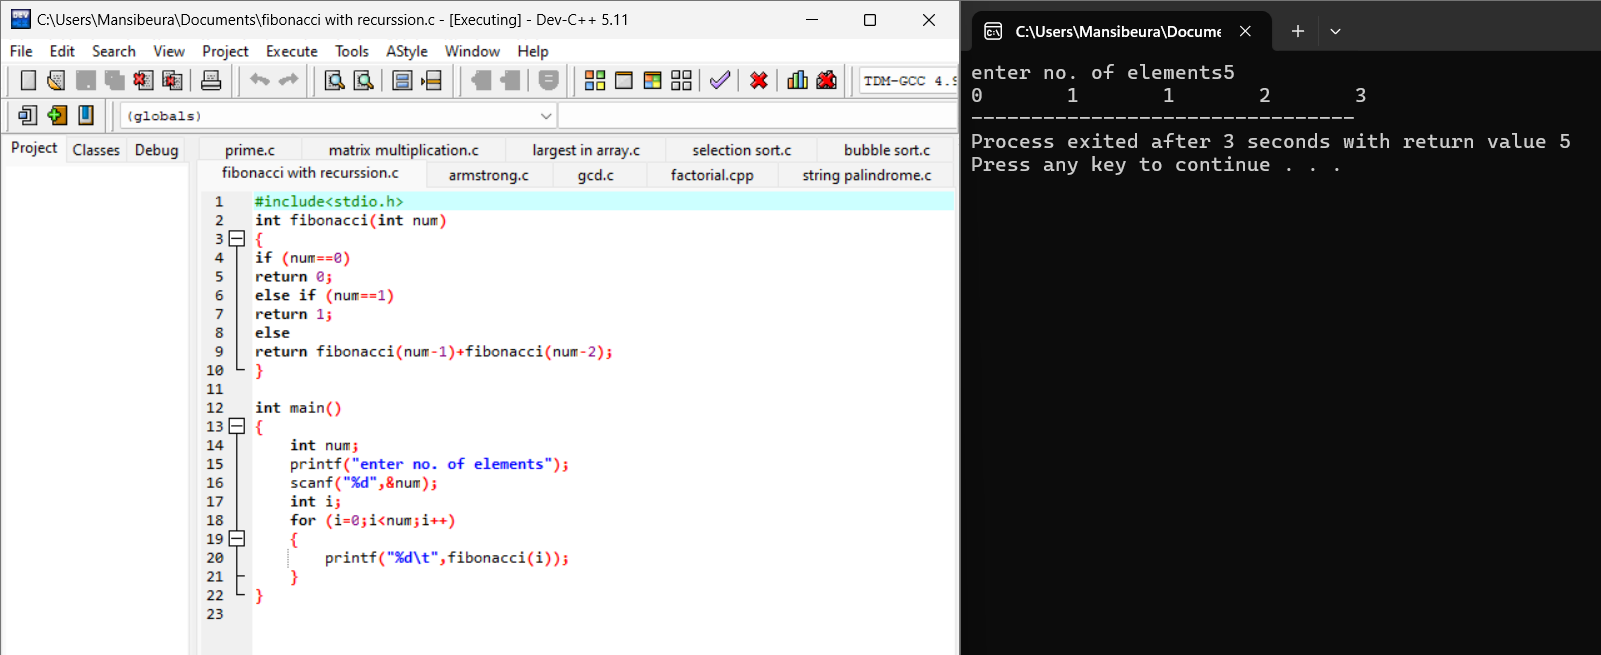 C:\Users\Mansibeura\Documents\fibonacci with recurssion.c - [Executing] - Dev-C++ 5.11
File Edit Search View Project Execute Tools AStyle Window Help
TDM-GCC 4.9
(globals)
Project Classes Debug
prime.c matrix multiplication.c largest in array.c selection sort.c bubble sort.c
fibonacci with recurssion.c armstrong.c gcd.c factorial.cpp string palindrome.c
1 #include<stdio.h>
2 int fibonacci(int num)
3 {
4 if (num==0)
5 return 0;
6 else if (num==1)
7 return 1;
8 else
9 return fibonacci(num-1)+fibonacci(num-2);
10 }
11
12 int main()
13 {
14 int num;
15 printf("enter no. of elements");
16 scanf("%d",&num);
17 int i;
18 for (i=0;i<num;i++)
19 {
20 printf("%d\t",fibonacci(i));
21 }
22 }
23
C:\Users\Mansibeura\Docume
enter no. of elements5
0 1 1 2 3
--------------------------------
Process exited after 3 seconds with return value 5
Press any key to continue . . .